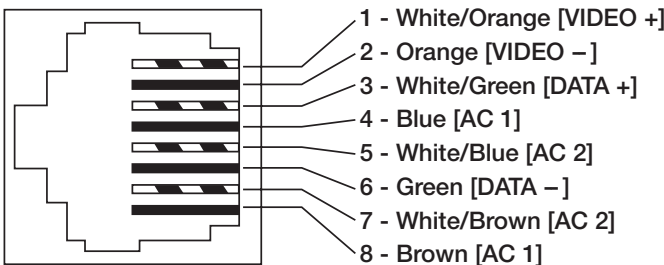 1 - White/Orange [VIDEO +]
2 - Orange [VIDEO −]
3 - White/Green [DATA +]
4 - Blue [AC 1]
5 - White/Blue [AC 2]
6 - Green [DATA −]
7 - White/Brown [AC 2]
8 - Brown [AC 1]